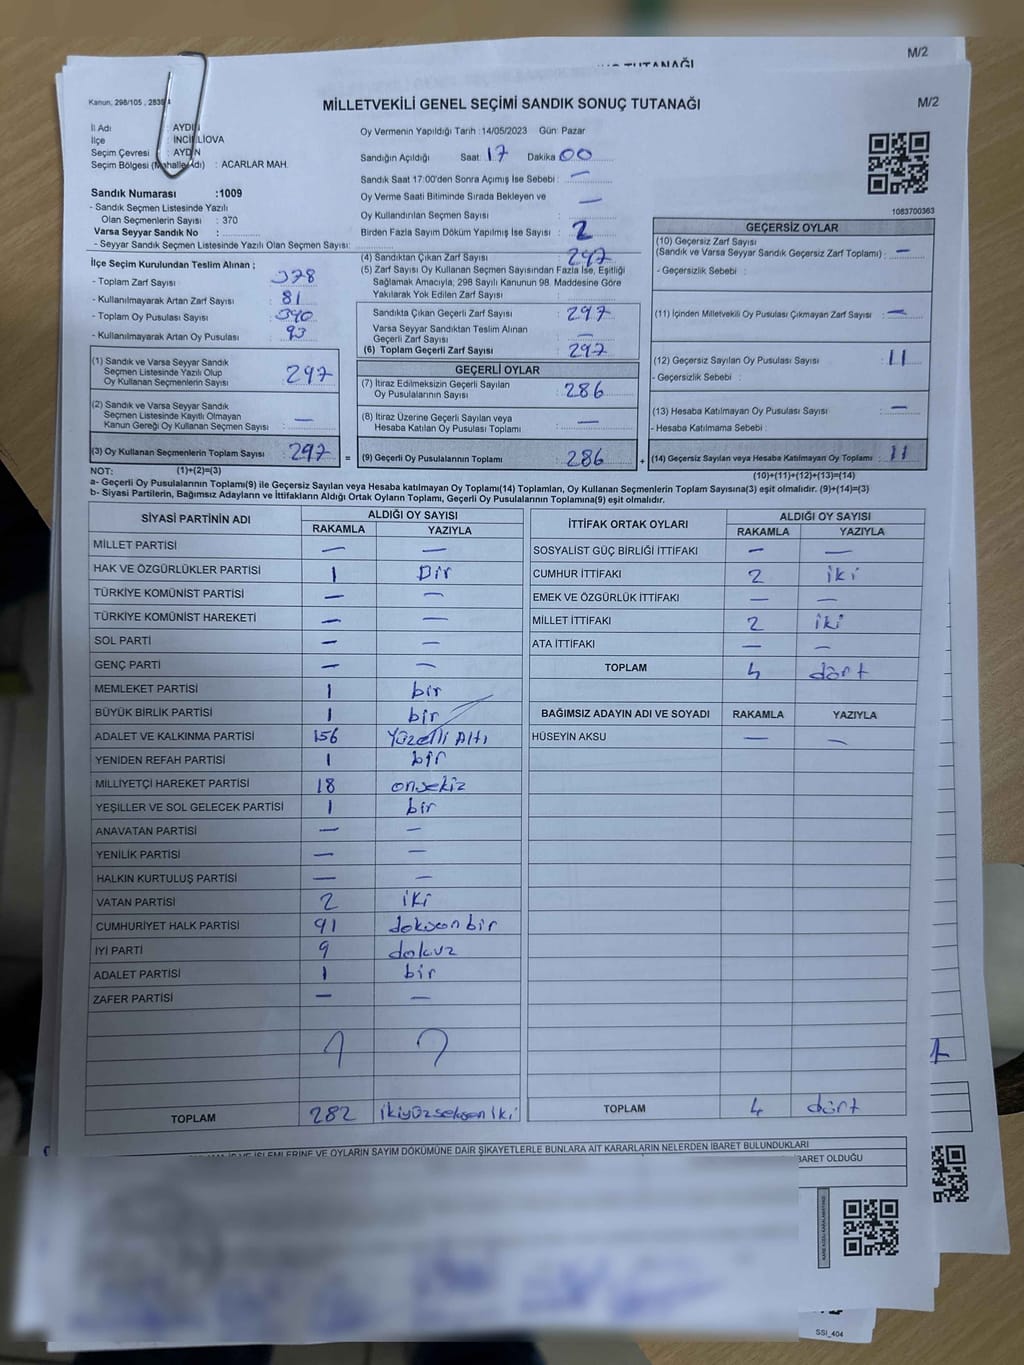 M/2
Kanun, 298/105
MİLLETVEKİLİ GENEL SEÇİMİ SANDIK SONUÇ TUTANAĞI
M/2
İl Adı : AYDIN
İlçe
Seçim Çevresi : AYDIN
Seçim Bölgesi (Mahalle Adı) : ACARLAR MAH.
Sandık Numarası :1009
- Sandık Seçmen Listesinde Yazılı
Olan Seçmenlerin Sayısı : 370
Varsa Seyyar Sandık No :
- Seyyar Sandık Seçmen Listesinde Yazılı Olan Seçmen Sayısı:
Oy Vermenin Yapıldığı Tarih :14/05/2023 Gün: Pazar
Sandığın Açıldığı Saat: 17 Dakika 00
Sandık Saat 17:00'den Sonra Açımış İse Sebebi : —
Oy Verme Saati Bitiminde Sırada Bekleyen ve
Oy Kullandırılan Seçmen Sayısı : —
Birden Fazla Sayım Döküm Yapılmış İse Sayısı : 2
1083700363
İlçe Seçim Kurulundan Teslim Alınan ;
- Toplam Zarf Sayısı : 378
- Kullanılmayarak Artan Zarf Sayısı : 81
- Toplam Oy Pusulası Sayısı : 390
- Kullanılmayarak Artan Oy Pusulası : 93
(4) Sandıktan Çıkan Zarf Sayısı : 297
(5) Zarf Sayısı Oy Kullanan Seçmen Sayısından Fazla İse, Eşitliği
Sağlamak Amacıyla, 298 Sayılı Kanunun 98. Maddesine Göre
Yakılarak Yok Edilen Zarf Sayısı :
Sandıkta Çıkan Geçerli Zarf Sayısı : 297
Varsa Seyyar Sandıktan Teslim Alınan
Geçerli Zarf Sayısı : —
(6) Toplam Geçerli Zarf Sayısı : 297
GEÇERSİZ OYLAR
(10) Geçersiz Zarf Sayısı
(Sandık ve Varsa Seyyar Sandık Geçersiz Zarf Toplamı) : —
- Geçersizlik Sebebi :
(11) İçinden Milletvekili Oy Pusulası Çıkmayan Zarf Sayısı : —
(12) Geçersiz Sayılan Oy Pusulası Sayısı : 11
- Geçersizlik Sebebi :
(13) Hesaba Katılmayan Oy Pusulası Sayısı : —
- Hesaba Katılmama Sebebi :
(1) Sandık ve Varsa Seyyar Sandık
Seçmen Listesinde Yazılı Olup
Oy Kullanan Seçmenlerin Sayısı : 297
(2) Sandık ve Varsa Seyyar Sandık
Seçmen Listesinde Kayıtlı Olmayan
Kanun Gereği Oy Kullanan Seçmen Sayısı : —
GEÇERLİ OYLAR
(7) İtiraz Edilmeksizin Geçerli Sayılan
Oy Pusulalarının Sayısı : 286
(8) İtiraz Üzerine Geçerli Sayılan veya
Hesaba Katılan Oy Pusulası Toplamı : —
(3) Oy Kullanan Seçmenlerin Toplam Sayısı : 297 = (9) Geçerli Oy Pusulalarının Toplamı : 286 + (14) Geçersiz Sayılan veya Hesaba Katılmayan Oy Toplamı : 11
NOT: (1)+(2)=(3) (10)+(11)+(12)+(13)=(14)
a- Geçerli Oy Pusulalarının Toplamı(9) ile Geçersiz Sayılan veya Hesaba katılmayan Oy Toplamı(14) Toplamları, Oy Kullanan Seçmenlerin Toplam Sayısına(3) eşit olmalıdır. (9)+(14)=(3)
b- Siyasi Partilerin, Bağımsız Adayların ve İttifakların Aldığı Ortak Oyların Toplamı, Geçerli Oy Pusulalarının Toplamına(9) eşit olmalıdır.
SİYASİ PARTİNİN ADI ALDIĞI OY SAYISI
RAKAMLA YAZIYLA
MİLLET PARTİSİ — —
HAK VE ÖZGÜRLÜKLER PARTİSİ 1 Bir
TÜRKİYE KOMÜNİST PARTİSİ — —
TÜRKİYE KOMÜNİST HAREKETİ — —
SOL PARTİ — —
GENÇ PARTİ — —
MEMLEKET PARTİSİ 1 bir
BÜYÜK BİRLİK PARTİSİ 1 bir
ADALET VE KALKINMA PARTİSİ 156 Yüzelli Altı
YENİDEN REFAH PARTİSİ 1 bir
MİLLİYETÇİ HAREKET PARTİSİ 18 onsekiz
YEŞİLLER VE SOL GELECEK PARTİSİ 1 bir
ANAVATAN PARTİSİ — —
YENİLİK PARTİSİ — —
HALKIN KURTULUŞ PARTİSİ — —
VATAN PARTİSİ 2 iki
CUMHURİYET HALK PARTİSİ 91 doksan bir
İYİ PARTİ 9 dokuz
ADALET PARTİSİ 1 bir
ZAFER PARTİSİ — —
TOPLAM 282 ikiyüzseksen iki
İTTİFAK ORTAK OYLARI ALDIĞI OY SAYISI
RAKAMLA YAZIYLA
SOSYALİST GÜÇ BİRLİĞİ İTTİFAKI — —
CUMHUR İTTİFAKI 2 iki
EMEK VE ÖZGÜRLÜK İTTİFAKI — —
MİLLET İTTİFAKI 2 iki
ATA İTTİFAKI — —
TOPLAM 4 dört
BAĞIMSIZ ADAYIN ADI VE SOYADI RAKAMLA YAZIYLA
HÜSEYİN AKSU — —
TOPLAM 4 dört
İŞLEMLERİNE VE OYLARIN SAYIM DÖKÜMÜNE DAİR ŞİKAYETLERLE BUNLARA AİT KARARLARIN NELERDEN İBARET BULUNDUKLARI
BARET OLDUĞU
SSI_404